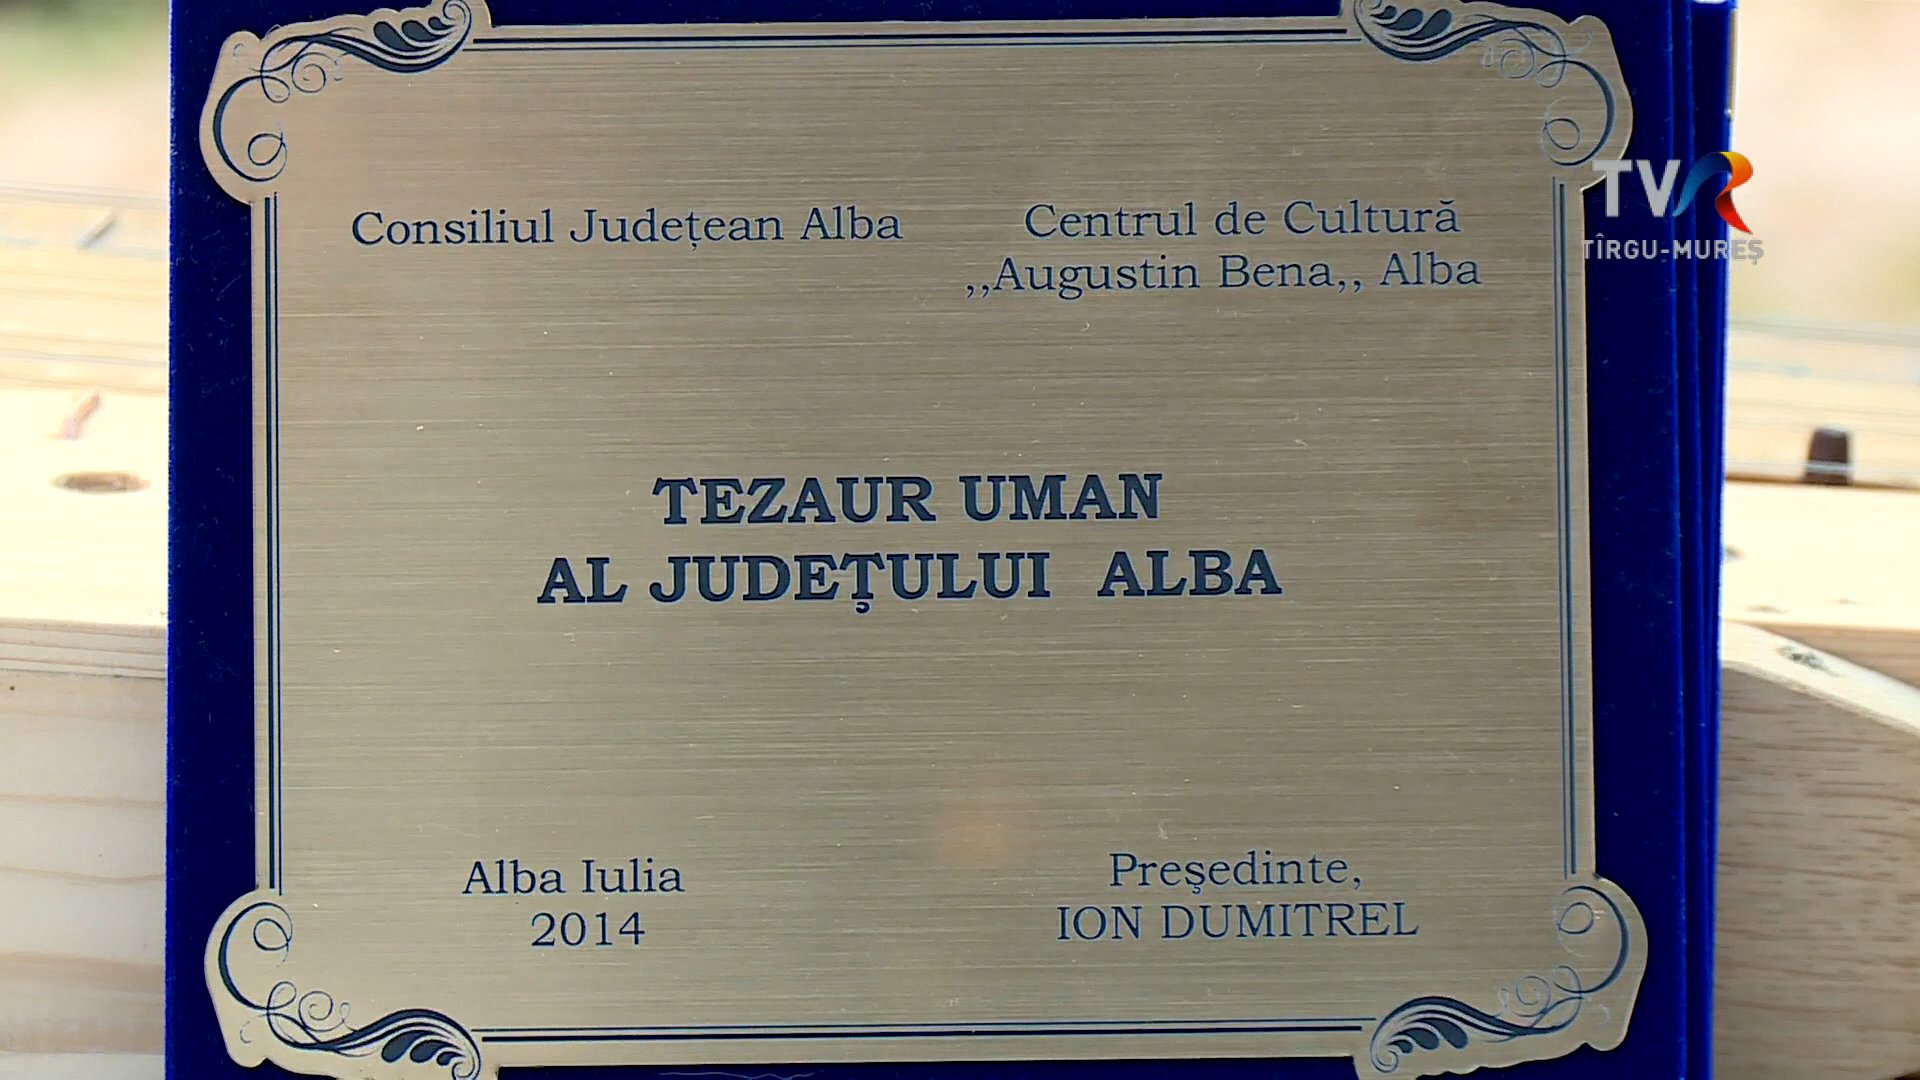 Consiliul Județean Alba
Centrul de Cultură
,,Augustin Bena,, Alba
TEZAUR UMAN
AL JUDEŢULUI ALBA
Alba Iulia
2014
Preşedinte,
ION DUMITREL
TVR
TÎRGU-MUREȘ